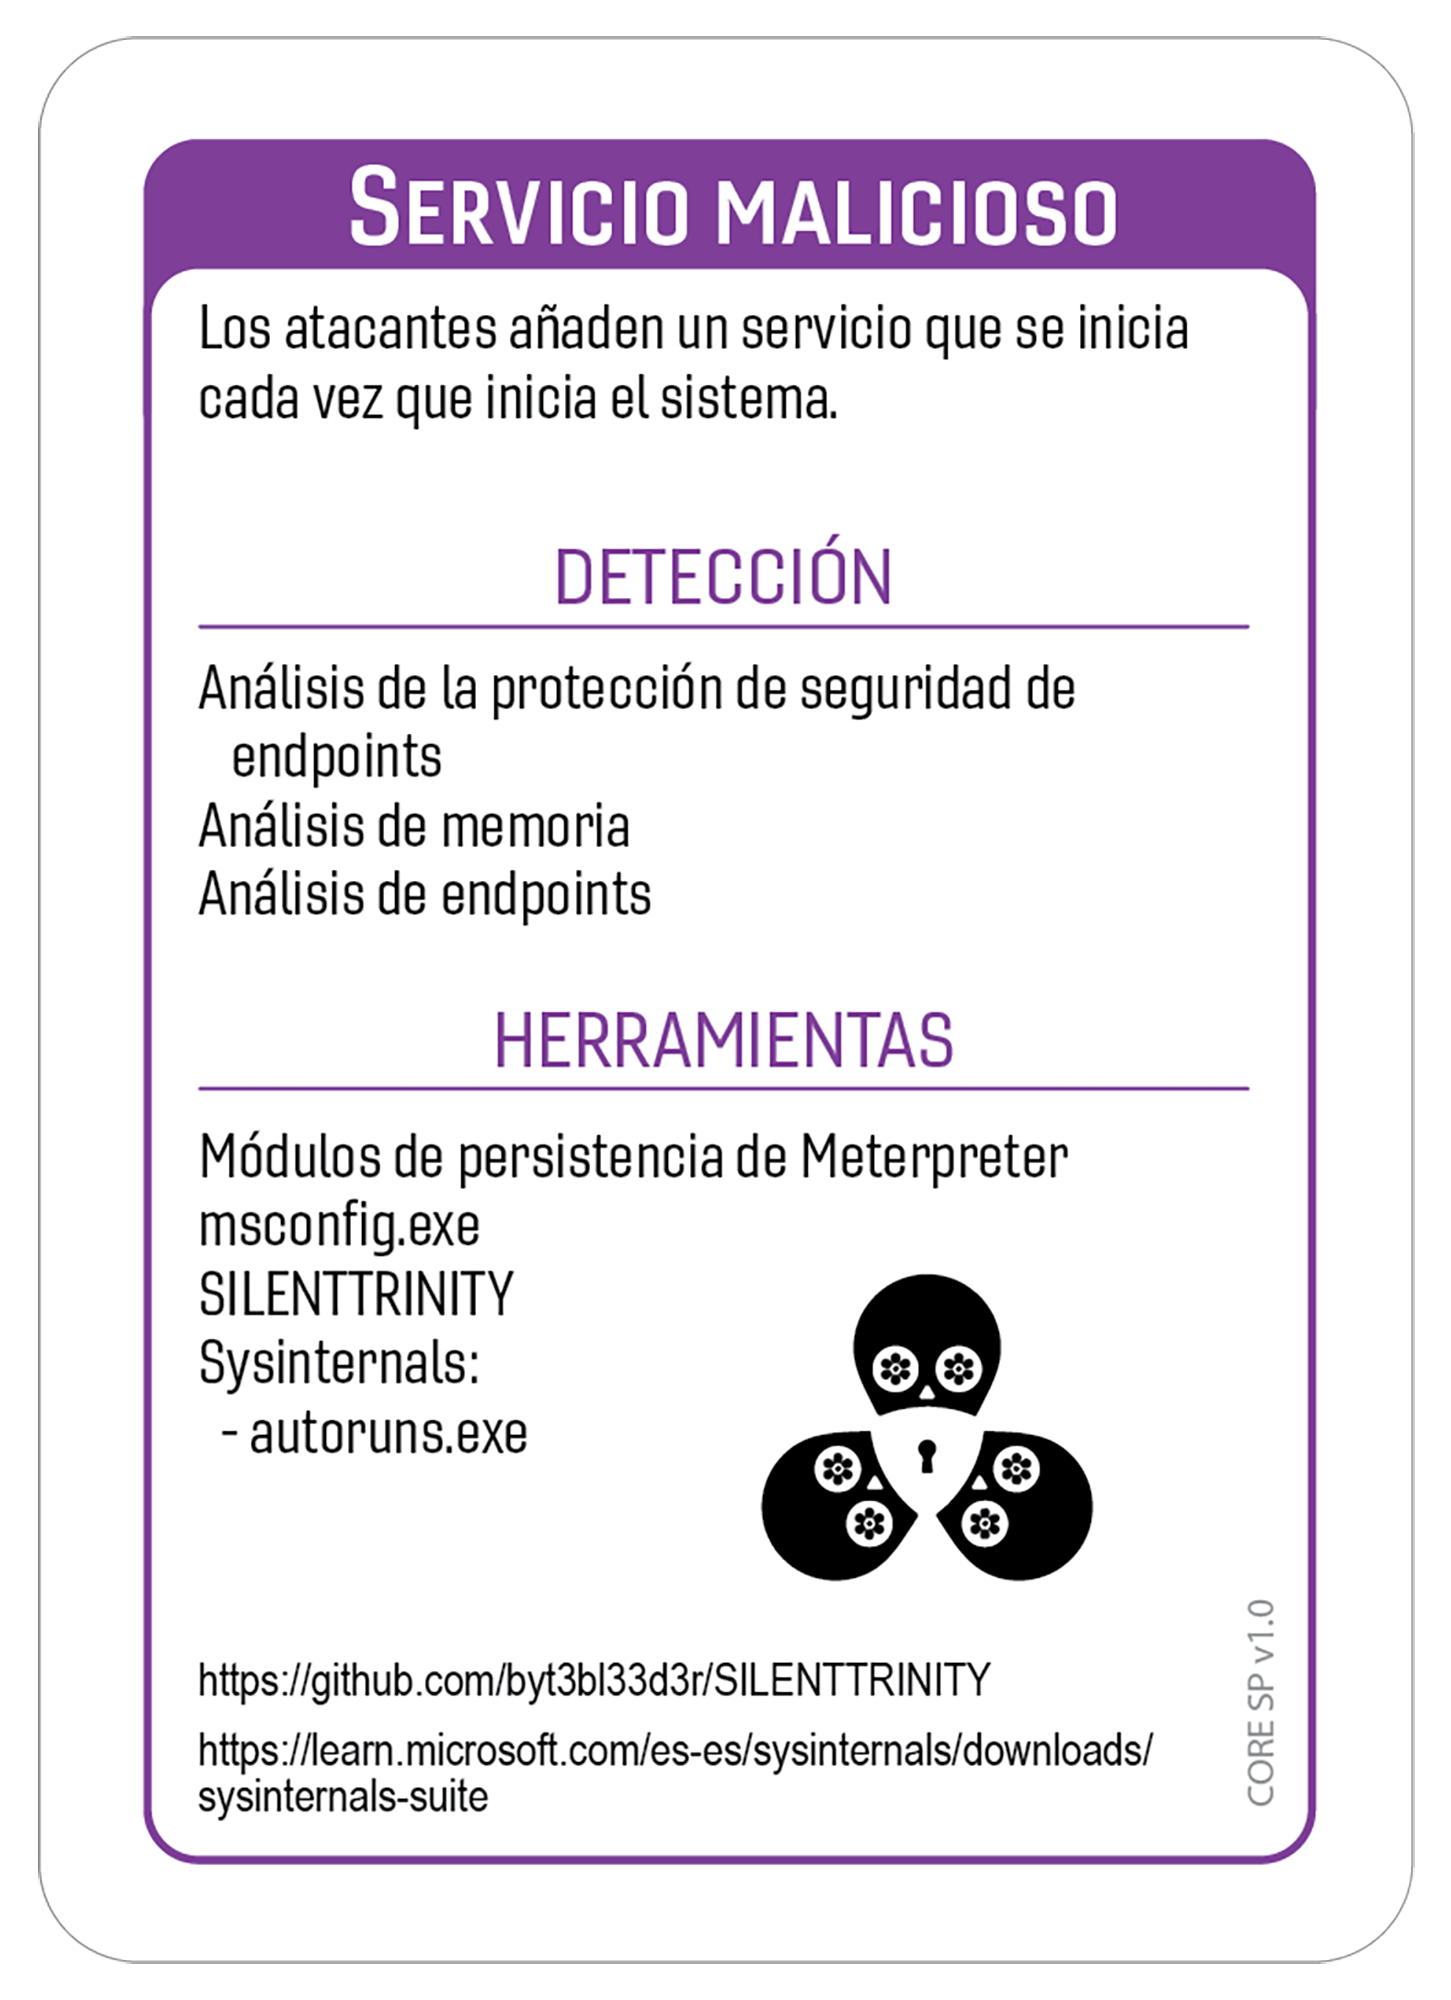 Servicio malicioso
Los atacantes añaden un servicio que se inicia
cada vez que inicia el sistema.
DETECCIÓN
Análisis de la protección de seguridad de
endpoints
Análisis de memoria
Análisis de endpoints
HERRAMIENTAS
Módulos de persistencia de Meterpreter
msconfig.exe
SILENTTRINITY
Sysinternals:
- autoruns.exe
https://github.com/byt3bl33d3r/SILENTTRINITY
https://learn.microsoft.com/es-es/sysinternals/downloads/
sysinternals-suite
CORE SP v1.0